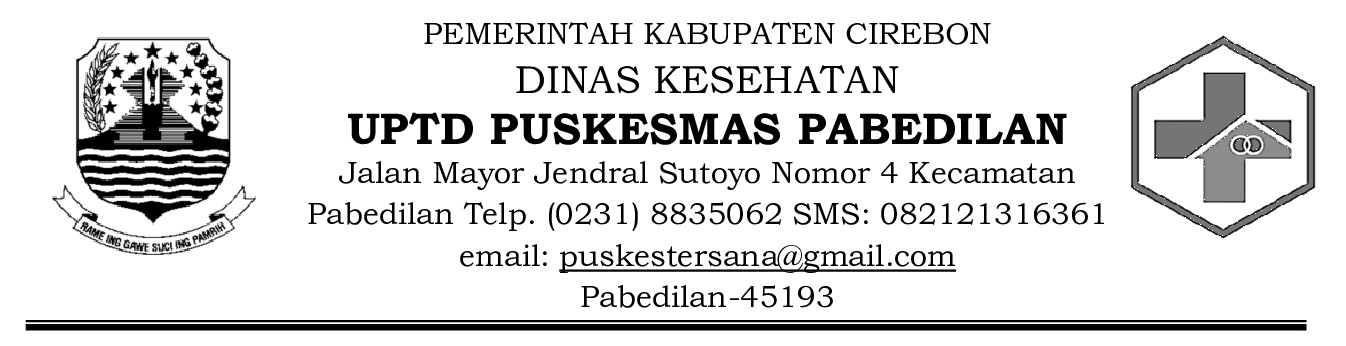 PEMERINTAH KABUPATEN CIREBON
DINAS KESEHATAN
UPTD PUSKESMAS PABEDILAN
Jalan Mayor Jendral Sutoyo Nomor 4 Kecamatan
Pabedilan Telp. (0231) 8835062 SMS: 082121316361
email: puskestersana@gmail.com
Pabedilan-45193
RAME ING GAWE SUCI ING PAMRIH